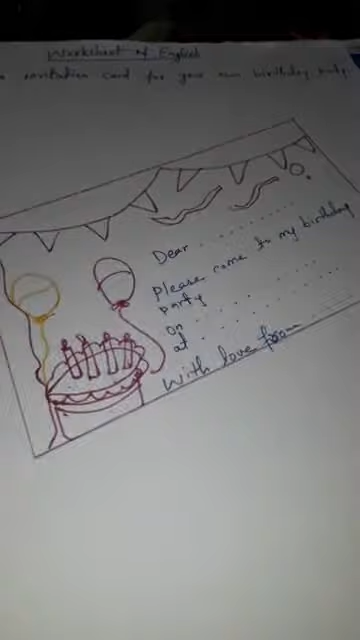 Worksheet of English
invitation card for your own birthday party.
Dear ..........
Please come to my birthday
party ..........
on ..........
at ..........
With love from ......